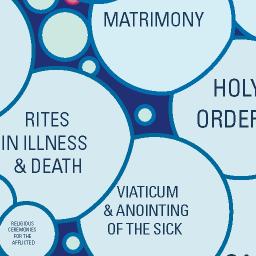 MATRIMONY
HOLY
ORDER
RITES
IN ILLNESS
& DEATH
VIATICUM
& ANOINTING
OF THE SICK
RELIGIOUS
CEREMONIES
FOR THE
AFFLICTED